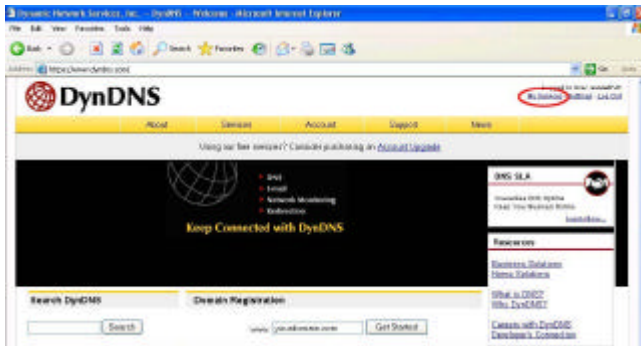 Dynamic Network Services, Inc. - DynDNS - Welcome - Microsoft Internet Explorer
File Edit View Favorites Tools Help
Back Search Favorites
Address https://www.dyndns.com/ Go
My Services Settings Log Out
DynDNS
About Services Account Support News
Using our free services? Consider purchasing an Account Upgrade
DNS
Email
Network Monitoring
Redirection
Keep Connected with DynDNS
DNS SLA
Resources
Business Solutions
Home Solutions
What is DNS?
Why DynDNS?
Careers with DynDNS
Developer's Connection
Search DynDNS
Search
Domain Registration
www. Get Started